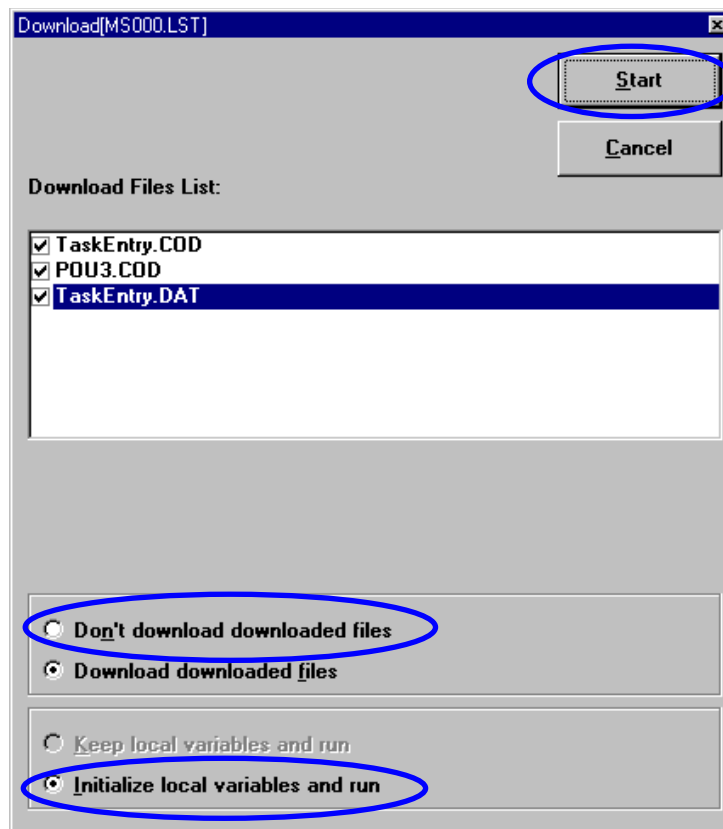 Download[MS000.LST]
Start
Cancel
Download Files List:
TaskEntry.COD
POU3.COD
TaskEntry.DAT
Don't download downloaded files
Download downloaded files
Keep local variables and run
Initialize local variables and run